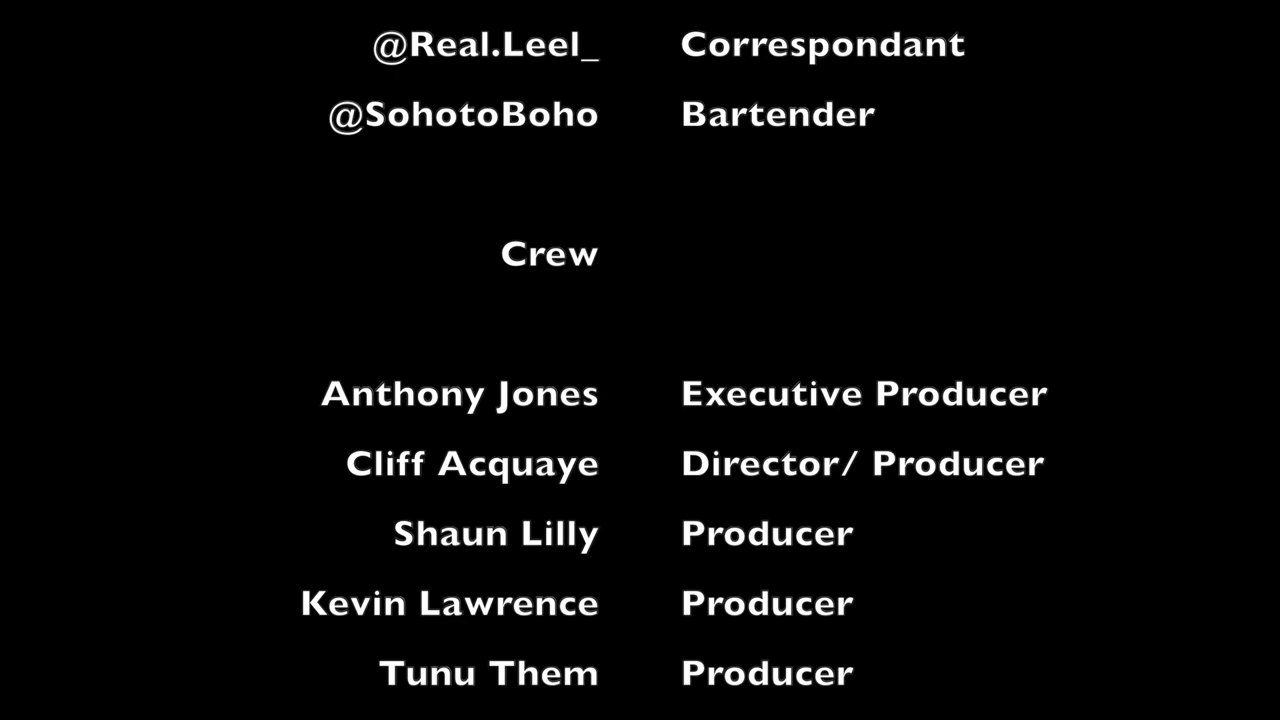 @Real.Leel_ Correspondant
@SohotoBoho Bartender
Crew
Anthony Jones Executive Producer
Cliff Acquaye Director/ Producer
Shaun Lilly Producer
Kevin Lawrence Producer
Tunu Them Producer